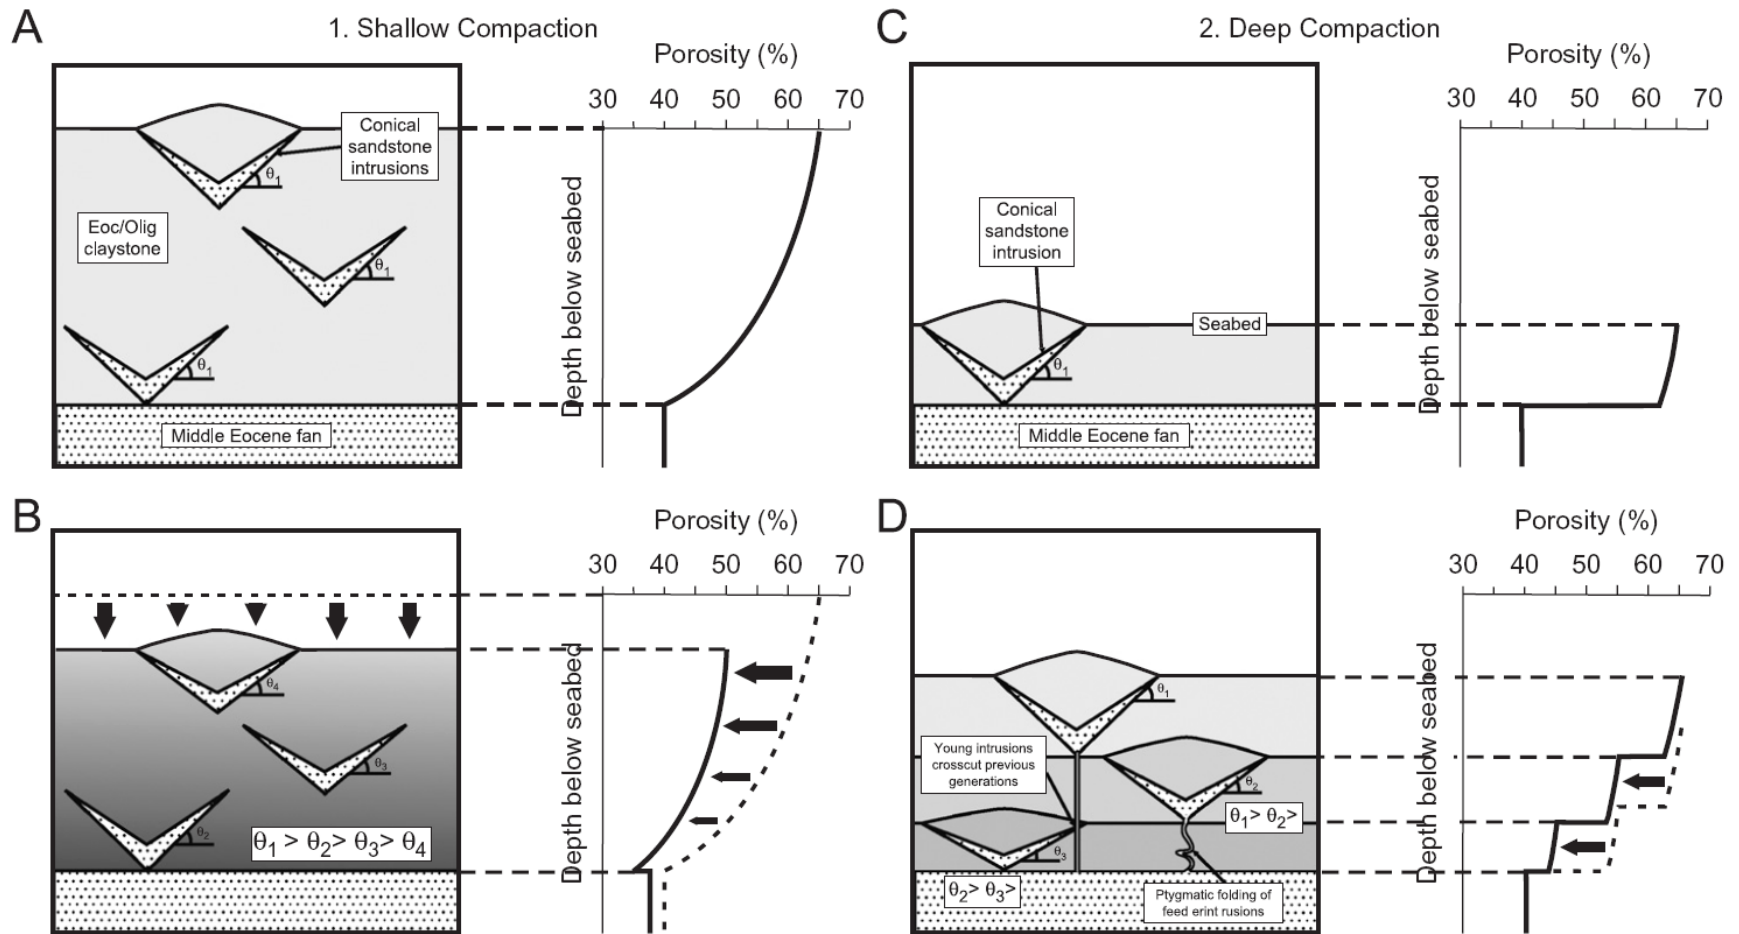 A
1. Shallow Compaction
Porosity (%)
30 40 50 60 70
Conical
sandstone
intrusions
θ1
Eoc/Olig
claystone
θ1
θ1
Middle Eocene fan
Depth below seabed
C
2. Deep Compaction
Porosity (%)
30 40 50 60 70
Conical
sandstone
intrusion
Seabed
θ1
Middle Eocene fan
Depth below seabed
B
Porosity (%)
30 40 50 60 70
θ4
θ3
θ2
θ1 > θ2> θ3> θ4
Depth below seabed
D
Porosity (%)
30 40 50 60 70
θ1
Young intrusions
crosscut previous
generations
θ2
θ1> θ2>
θ3
θ2> θ3>
Ptygmatic folding of
feed erint rusions
Depth below seabed